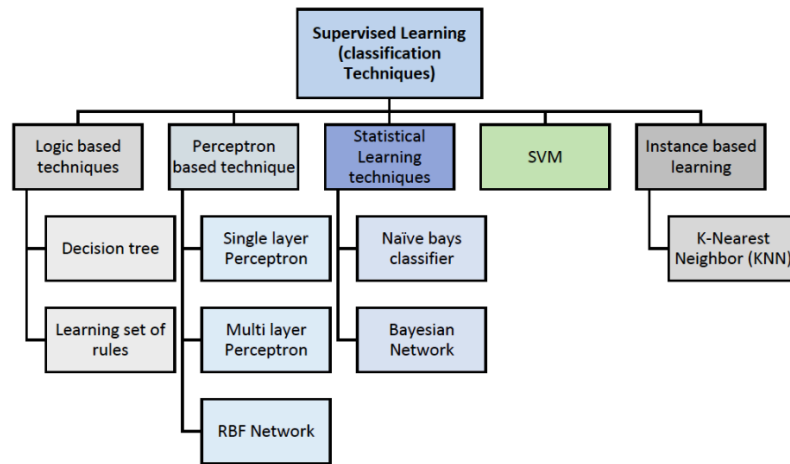 Supervised Learning
(classification
Techniques)
Logic based
techniques
Perceptron
based technique
Statistical
Learning
techniques
SVM
Instance based
learning
Decision tree
Single layer
Perceptron
Naïve bays
classifier
K-Nearest
Neighbor (KNN)
Learning set of
rules
Multi layer
Perceptron
Bayesian
Network
RBF Network